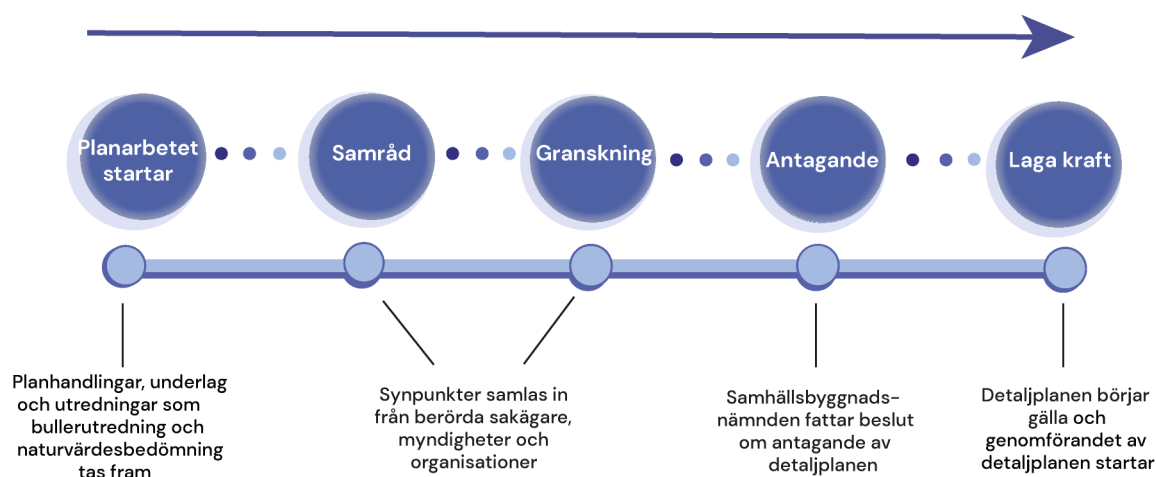 Planarbetet
startar
Samråd
Granskning
Antagande
Laga kraft
Planhandlingar, underlag
och utredningar som
bullerutredning och
naturvärdesbedömning
tas fram
Synpunkter samlas in
från berörda sakägare,
myndigheter och
organisationer
Samhällsbyggnads-
nämnden fattar beslut
om antagande av
detaljplanen
Detaljplanen börjar
gälla och
genomförandet av
detaljplanen startar